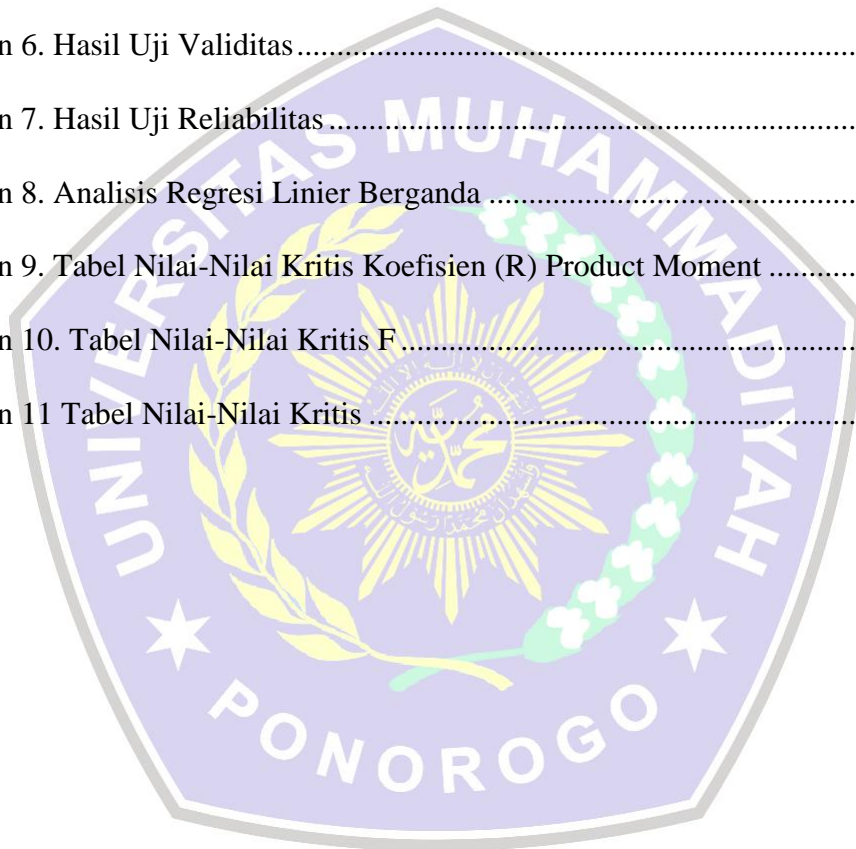 n 6. Hasil Uji Validitas......................................................................
n 7. Hasil Uji Reliabilitas..................................................................
n 8. Analisis Regresi Linier Berganda..............................................
n 9. Tabel Nilai-Nilai Kritis Koefisien (R) Product Moment...........
n 10. Tabel Nilai-Nilai Kritis F.........................................................
n 11 Tabel Nilai-Nilai Kritis.............................................................
UNIVERSITAS MUHAMMADIYAH
PONOROGO